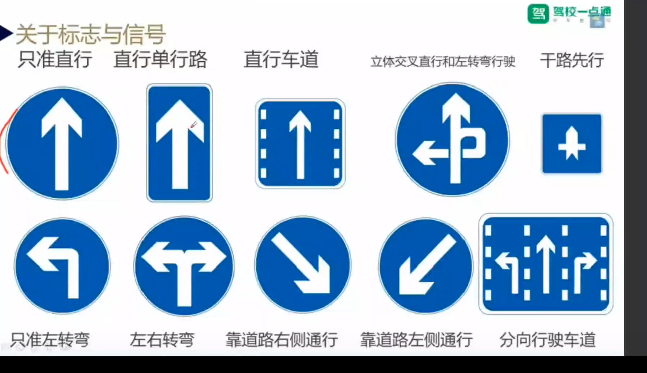 驾 驾校一点通
关于标志与信号
只准直行 直行单行路 直行车道 立体交叉直行和左转弯行驶 干路先行
只准左转弯 左右转弯 靠道路右侧通行 靠道路左侧通行 分向行驶车道